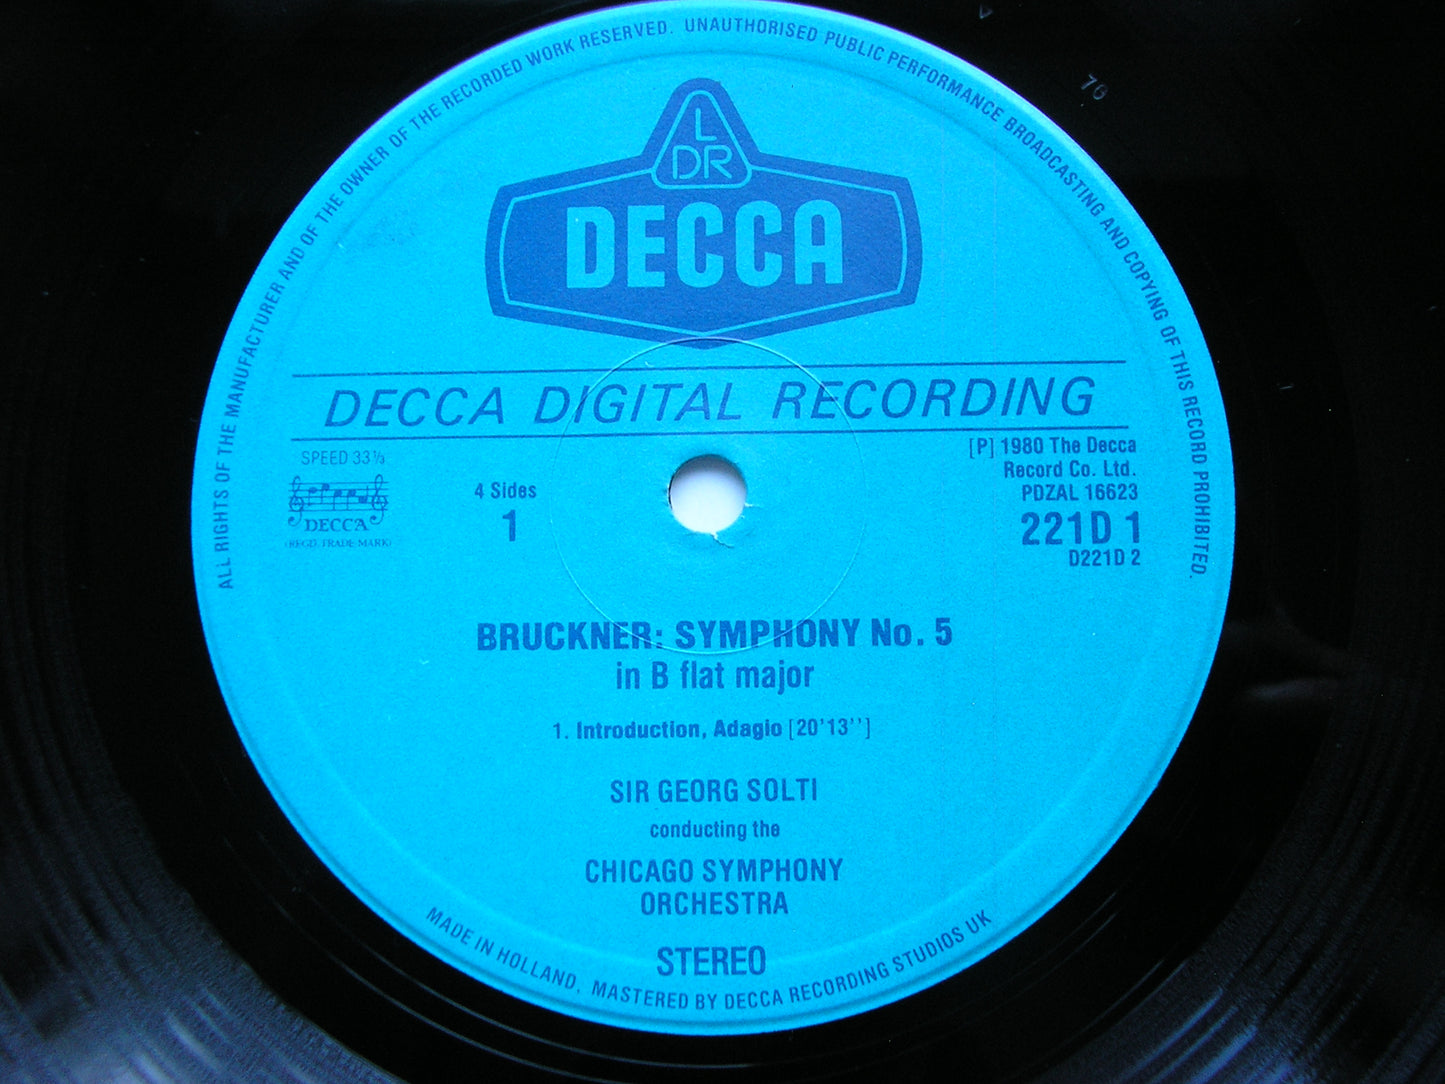 ALL RIGHTS OF THE MANUFACTURER AND OF THE OWNER OF THE RECORDED WORK RESERVED. UNAUTHORISED PUBLIC PERFORMANCE BROADCASTING AND COPYING OF THIS RECORD PROHIBITED.
76
L
DR
DECCA
DECCA DIGITAL RECORDING
SPEED 33⅓
DECCA
(REGD. TRADE-MARK)
4 Sides
1
[P] 1980 The Decca
Record Co. Ltd.
PDZAL 16623
221D 1
D221D 2
BRUCKNER: SYMPHONY No. 5
in B flat major
1. Introduction, Adagio [20'13'']
SIR GEORG SOLTI
conducting the
CHICAGO SYMPHONY
ORCHESTRA
STEREO
MADE IN HOLLAND, MASTERED BY DECCA RECORDING STUDIOS UK